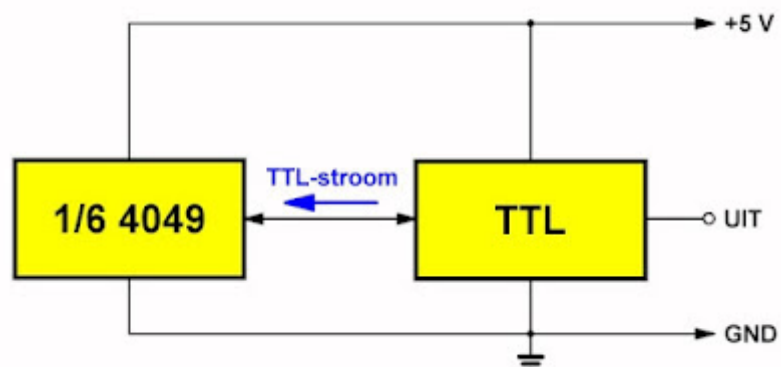 +5 V
TTL-stroom
1/6 4049
TTL
UIT
GND